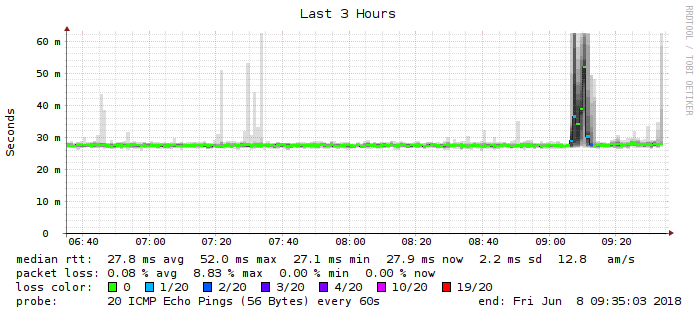 Last 3 Hours
RRDTOOL / TOBI OETIKER
Seconds
60 m
50 m
40 m
30 m
20 m
10 m
0
06:40 07:00 07:20 07:40 08:00 08:20 08:40 09:00 09:20
median rtt: 27.8 ms avg 52.0 ms max 27.1 ms min 27.9 ms now 2.2 ms sd 12.8 am/s
packet loss: 0.08 % avg 8.83 % max 0.00 % min 0.00 % now
loss color: 0 1/20 2/20 3/20 4/20 10/20 19/20
probe: 20 ICMP Echo Pings (56 Bytes) every 60s end: Fri Jun 8 09:35:03 2018